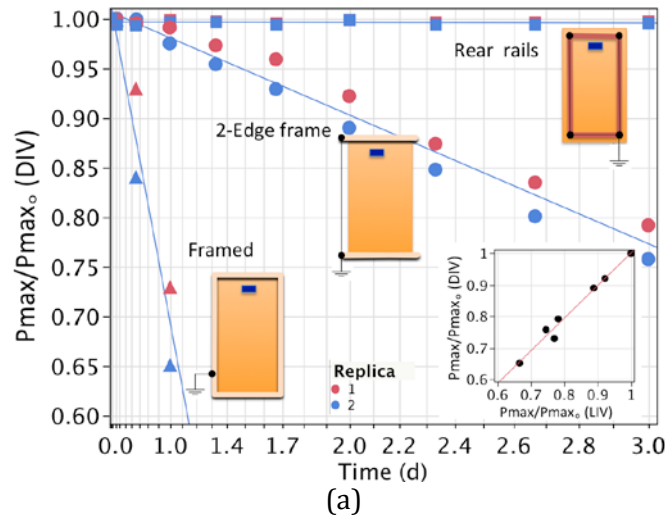 1.00
0.95
0.90
0.85
0.80
0.75
0.70
0.65
0.60
Pmax/Pmaxₒ (DIV)
Rear rails
2-Edge frame
Framed
Replica
1
2
1
0.9
0.8
0.7
0.6
Pmax/Pmaxₒ (DIV)
0.6 0.7 0.8 0.9 1
Pmax/Pmaxₒ (LIV)
0.0 1.0 1.4 1.7 2.0 2.2 2.4 2.6 2.8 3.0
Time (d)
(a)